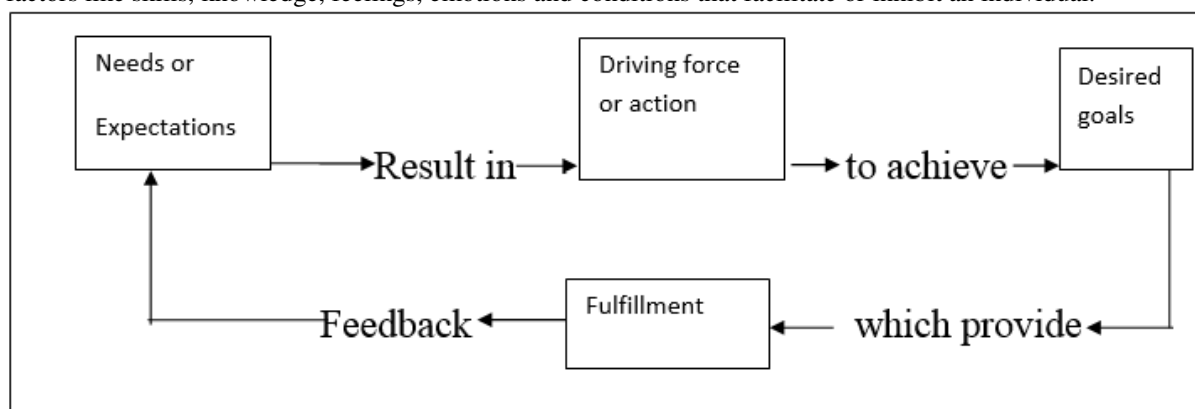 factors like skills, knowledge, feelings, emotions and conditions that facilitate or inhibit an individual.
Needs or
Expectations
Result in
Driving force
or action
to achieve
Desired
goals
which provide
Fulfillment
Feedback